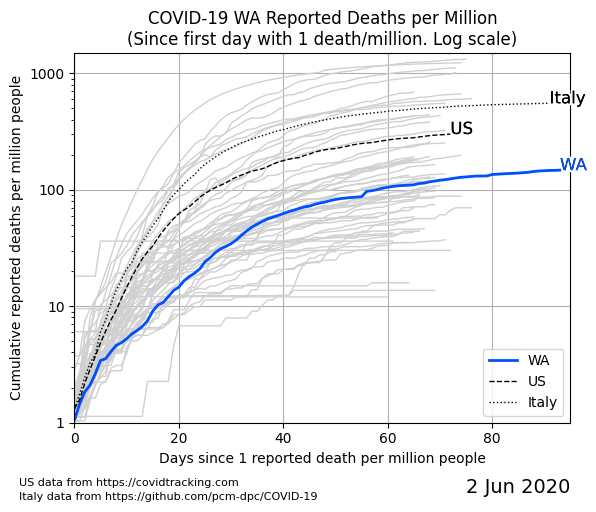 COVID-19 WA Reported Deaths per Million
(Since first day with 1 death/million. Log scale)
Cumulative reported deaths per million people
1000
100
10
1
Italy
US
WA
WA
US
Italy
0 20 40 60 80
Days since 1 reported death per million people
US data from https://covidtracking.com
Italy data from https://github.com/pcm-dpc/COVID-19
2 Jun 2020